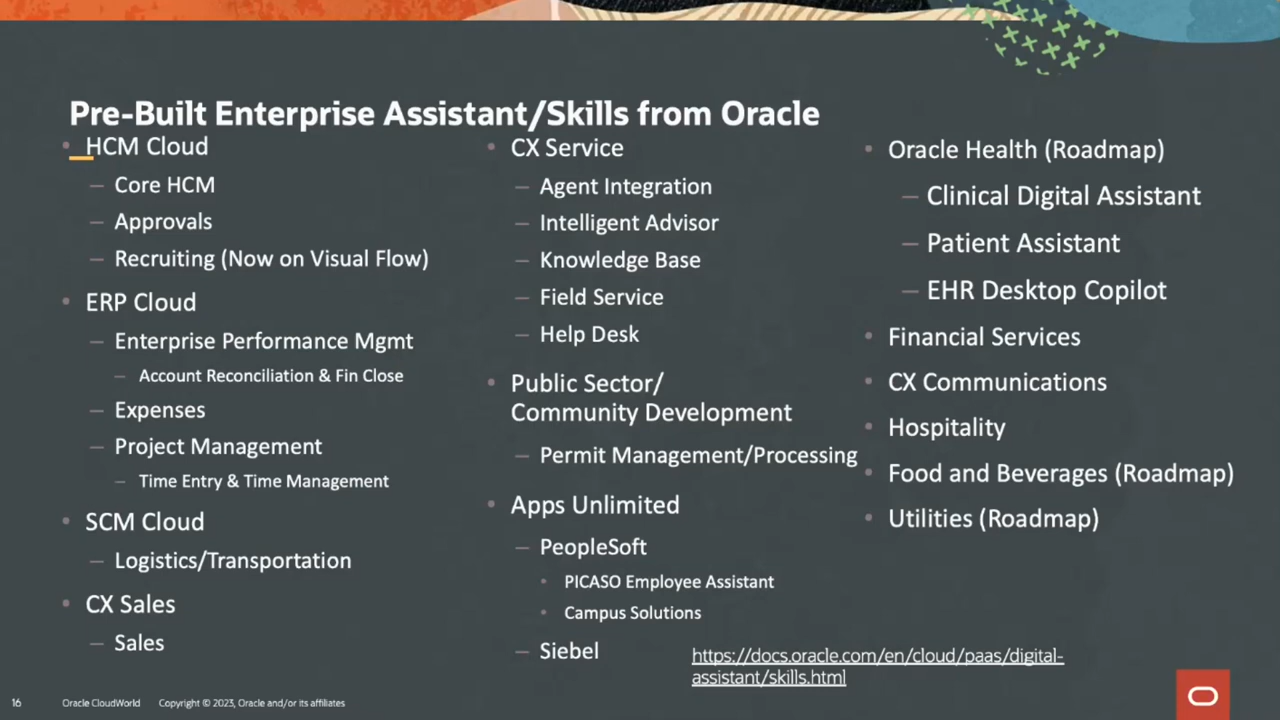 Pre-Built Enterprise Assistant/Skills from Oracle
HCM Cloud
Core HCM
Approvals
Recruiting (Now on Visual Flow)
ERP Cloud
Enterprise Performance Mgmt
Account Reconciliation & Fin Close
Expenses
Project Management
Time Entry & Time Management
SCM Cloud
Logistics/Transportation
CX Sales
Sales
CX Service
Agent Integration
Intelligent Advisor
Knowledge Base
Field Service
Help Desk
Public Sector/
Community Development
Permit Management/Processing
Apps Unlimited
PeopleSoft
PICASO Employee Assistant
Campus Solutions
Siebel
Oracle Health (Roadmap)
Clinical Digital Assistant
Patient Assistant
EHR Desktop Copilot
Financial Services
CX Communications
Hospitality
Food and Beverages (Roadmap)
Utilities (Roadmap)
https://docs.oracle.com/en/cloud/paas/digital-
assistant/skills.html
16 Oracle CloudWorld Copyright © 2023, Oracle and/or its affiliates